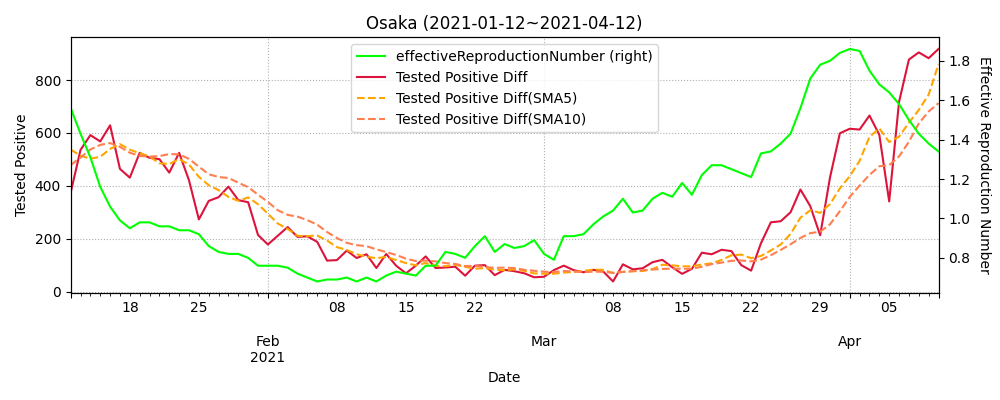 Osaka (2021-01-12~2021-04-12)
effectiveReproductionNumber (right)
Tested Positive Diff
Tested Positive Diff(SMA5)
Tested Positive Diff(SMA10)
Tested Positive
800
600
400
200
0
1.8
1.6
1.4
1.2
1.0
0.8
Effective Reproduction Number
18 25 08 15 22 08 15 22 29 05
Feb Mar Apr
2021
Date